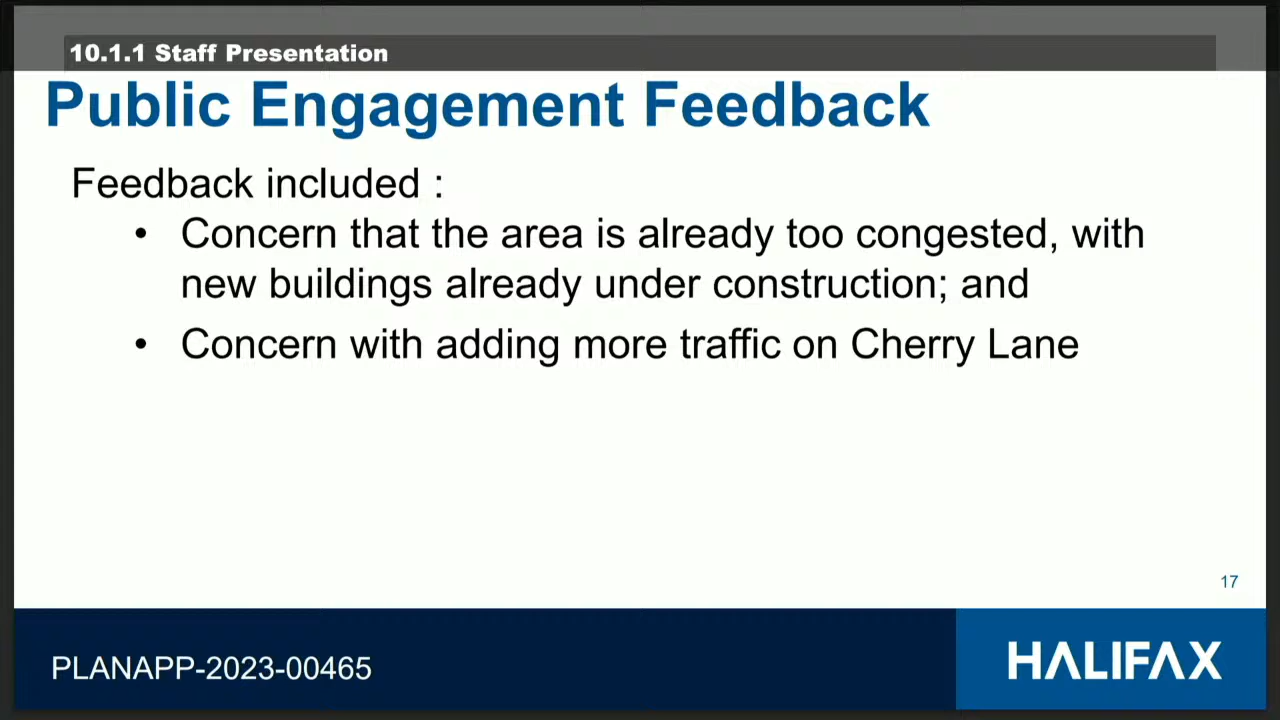 10.1.1 Staff Presentation
Public Engagement Feedback
Feedback included :
• Concern that the area is already too congested, with
new buildings already under construction; and
• Concern with adding more traffic on Cherry Lane
17
PLANAPP-2023-00465
HALIFAX